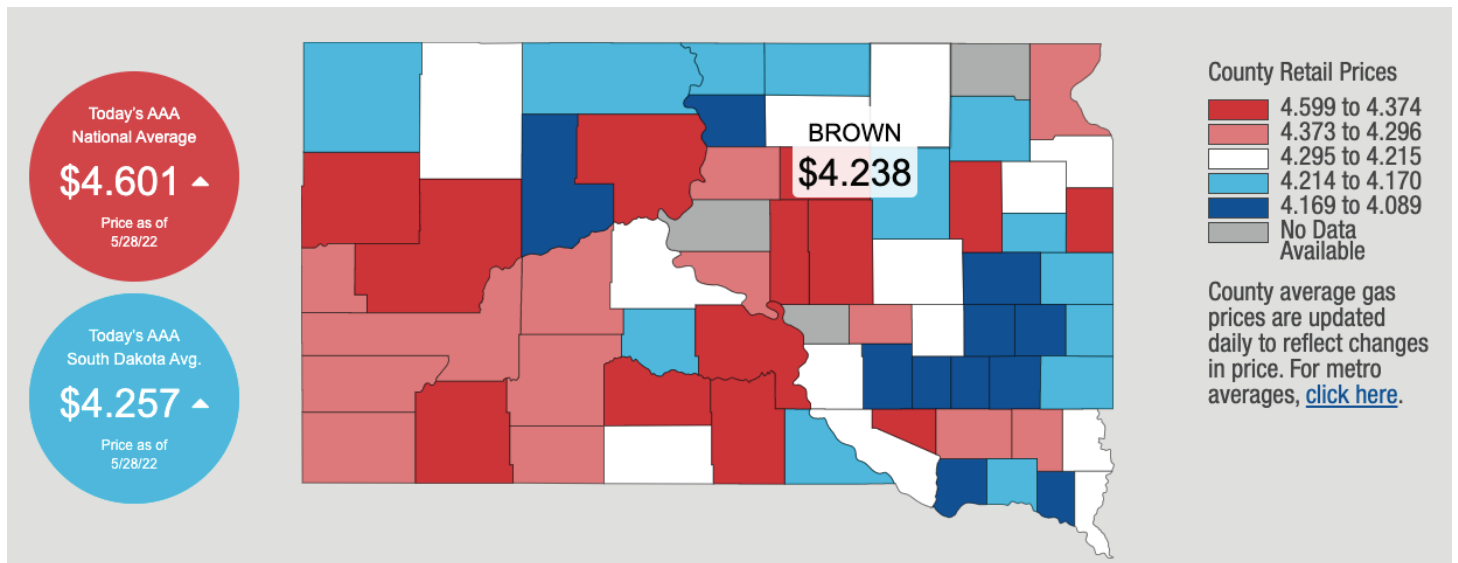 Today's AAA
National Average
$4.601
Price as of
5/28/22
Today's AAA
South Dakota Avg.
$4.257
Price as of
5/28/22
BROWN
$4.238
County Retail Prices
4.599 to 4.374
4.373 to 4.296
4.295 to 4.215
4.214 to 4.170
4.169 to 4.089
No Data
Available
County average gas
prices are updated
daily to reflect changes
in price. For metro
averages, click here.